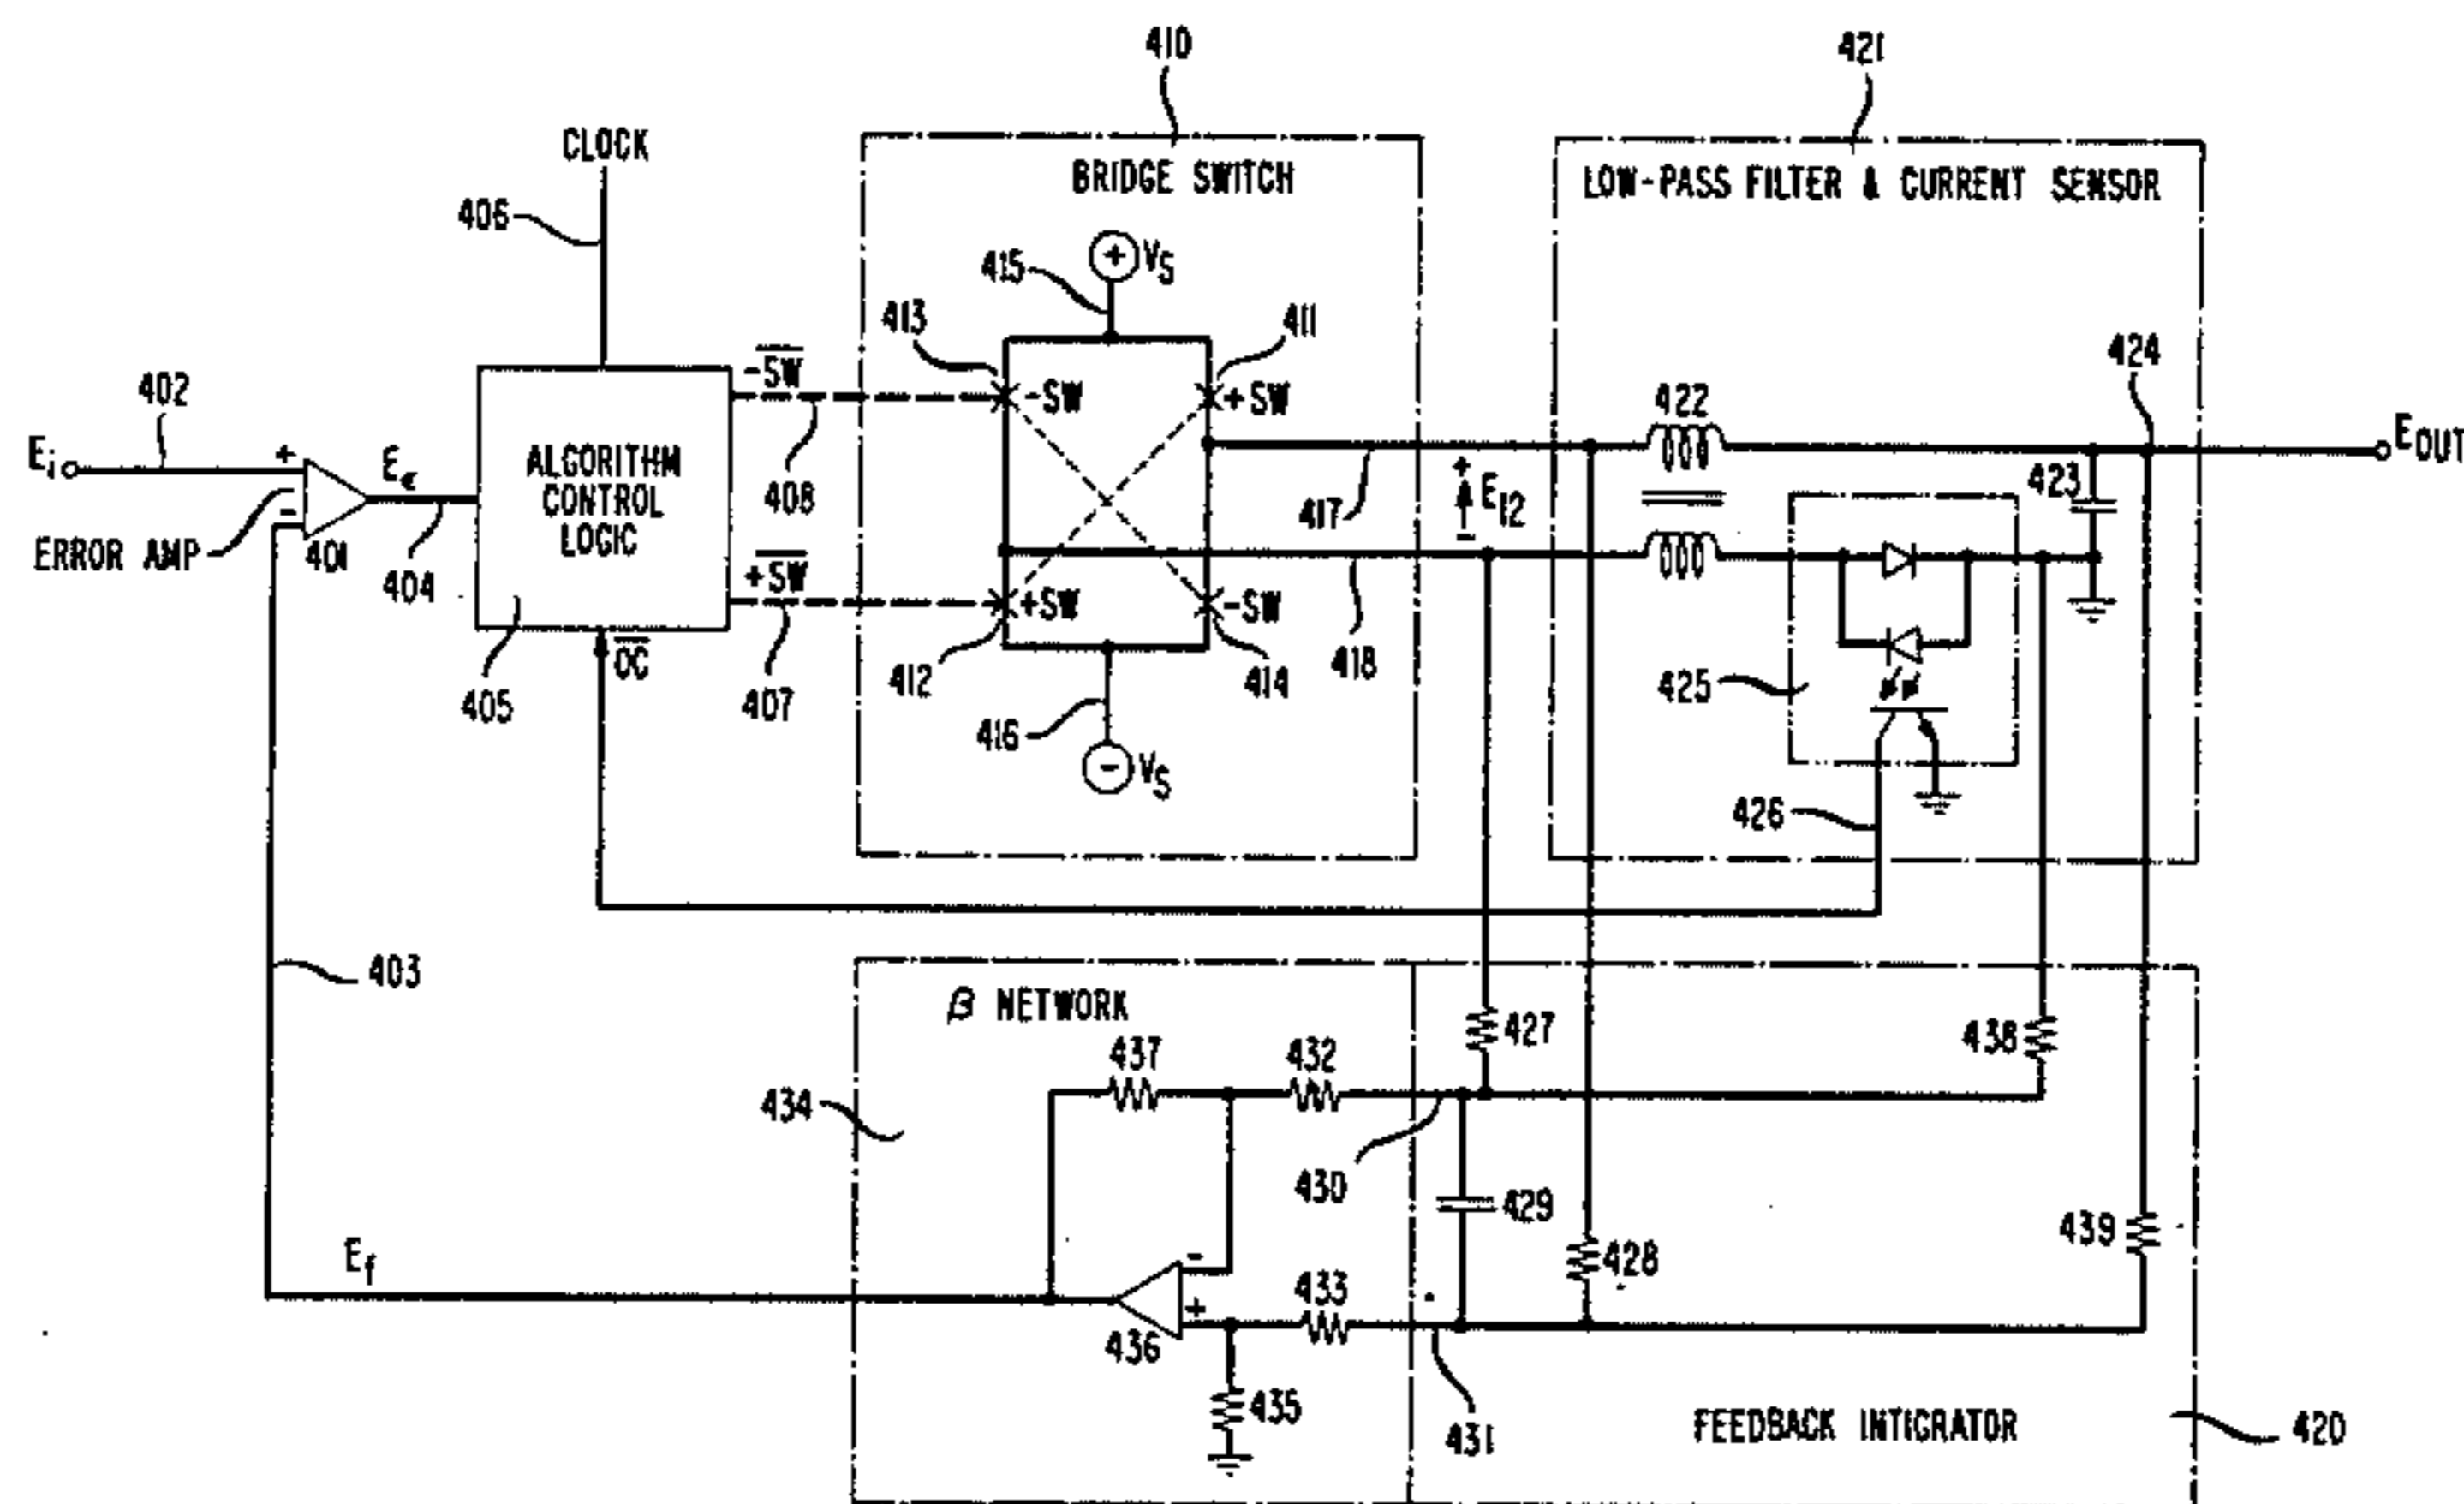 410
421
CLOCK
BRIDGE SWITCH
LOW-PASS FILTER & CURRENT SENSOR
406
415
+ VS
413
411
-SW
-SW
+SW
402
Ei
+
-
E∈
ERROR AMP
401
404
ALGORITHM
CONTROL
LOGIC
408
+SW
+SW
-SW
OC
405
407
412
414
416
- VS
417
+
E12
-
418
422
424
EOUT
423
425
426
403
β NETWORK
427
438
437
432
434
430
429
439
428
Ef
-
+
436
433
435
431
FEEDBACK INTIGRATOR
420